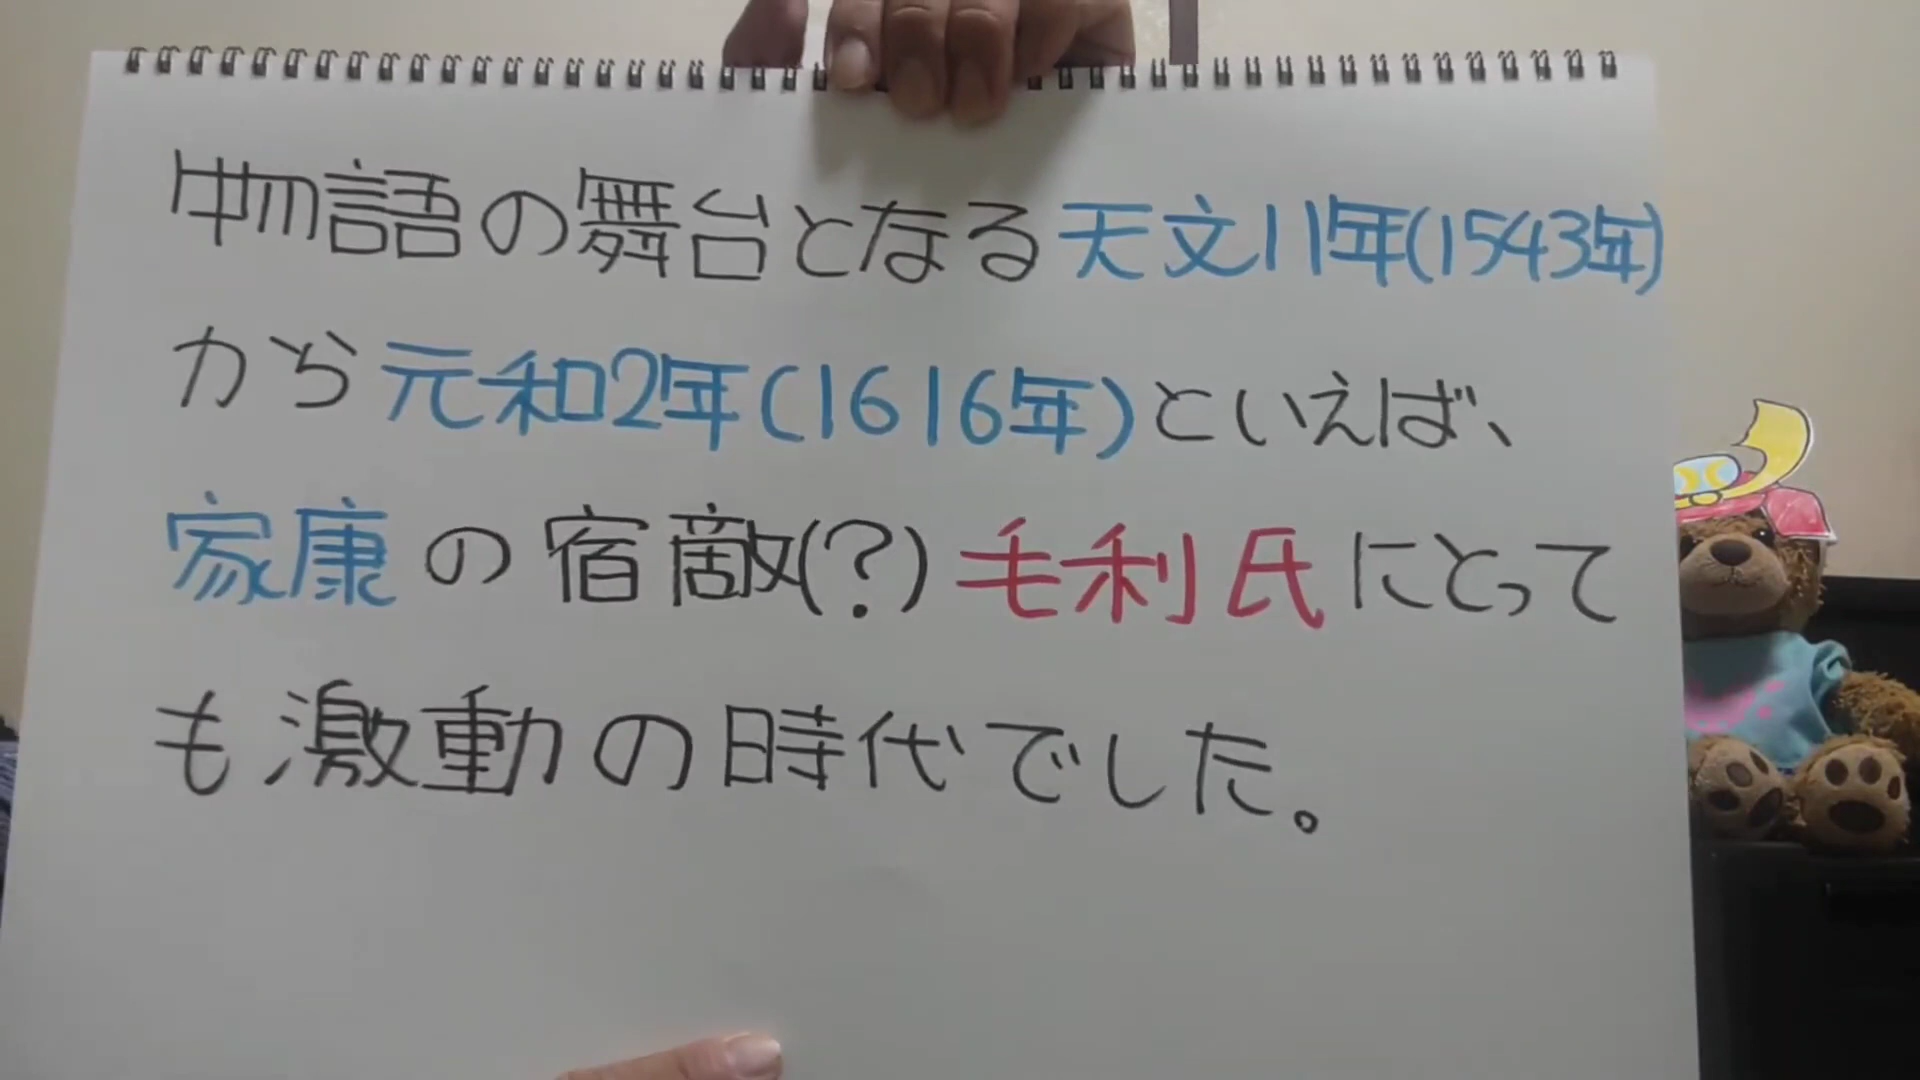 物語の舞台となる天文11年(1543年)
から元和2年(1616年)といえば、
家康の宿敵(?)毛利氏にとって
も激動の時代でした。